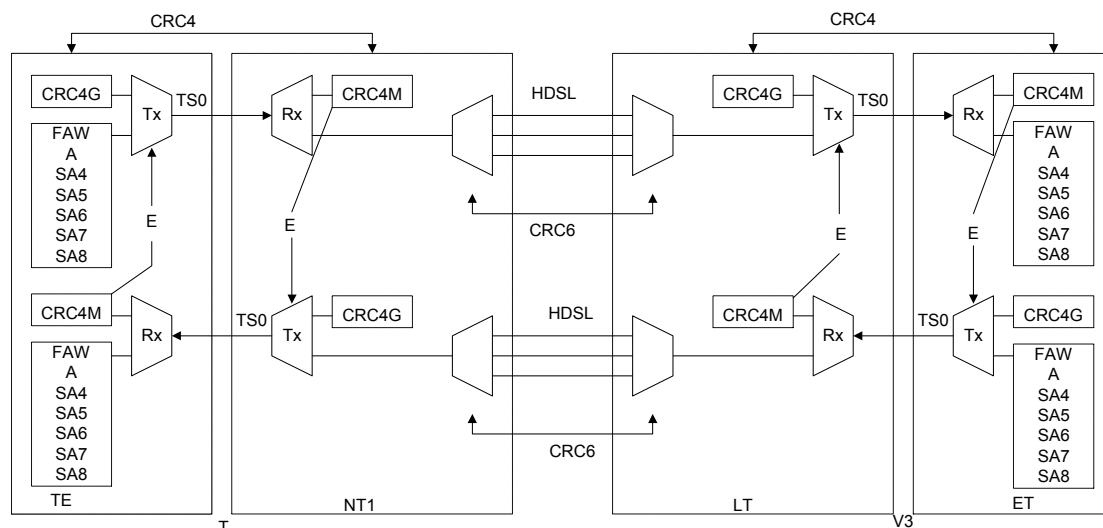 CRC4
CRC4
CRC4G
Tx
TS0
Rx
CRC4M
HDSL
CRC4G
Tx
TS0
Rx
CRC4M
FAW
A
SA4
SA5
SA6
SA7
SA8
FAW
A
SA4
SA5
SA6
SA7
SA8
E
E
CRC6
E
E
CRC4M
Rx
TS0
Tx
CRC4G
HDSL
CRC4M
Rx
TS0
Tx
CRC4G
FAW
A
SA4
SA5
SA6
SA7
SA8
FAW
A
SA4
SA5
SA6
SA7
SA8
CRC6
TE
NT1
LT
ET
T
V3